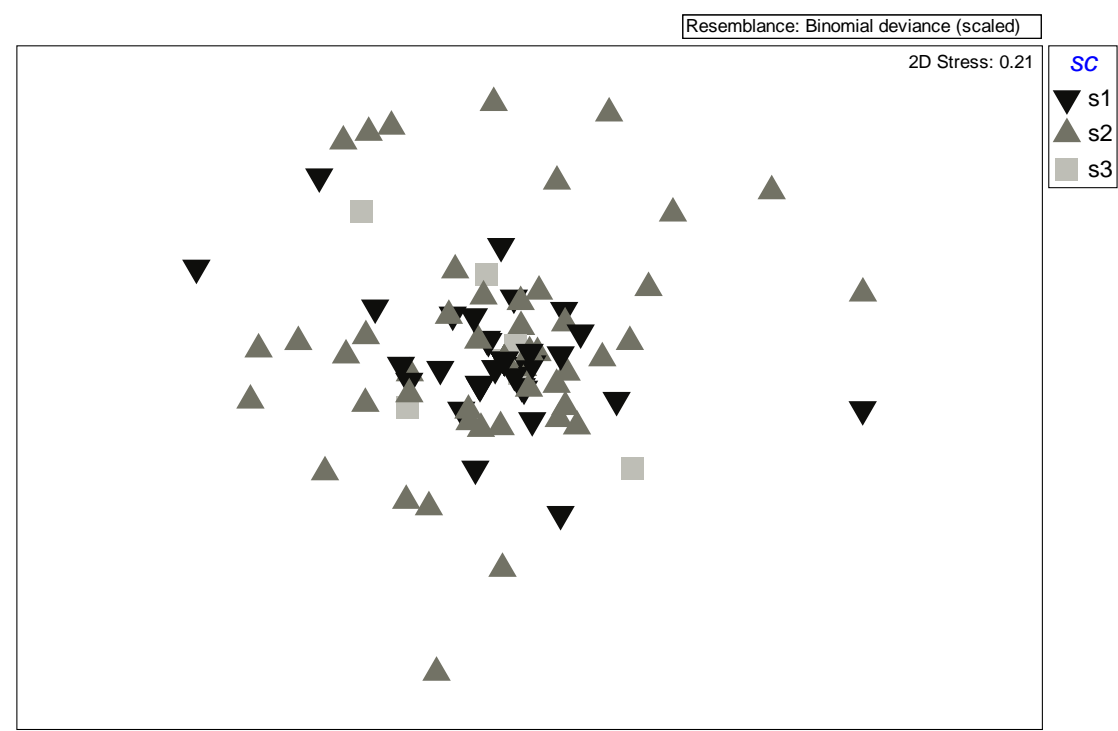 Resemblance: Binomial deviance (scaled)
2D Stress: 0.21
SC
s1
s2
s3